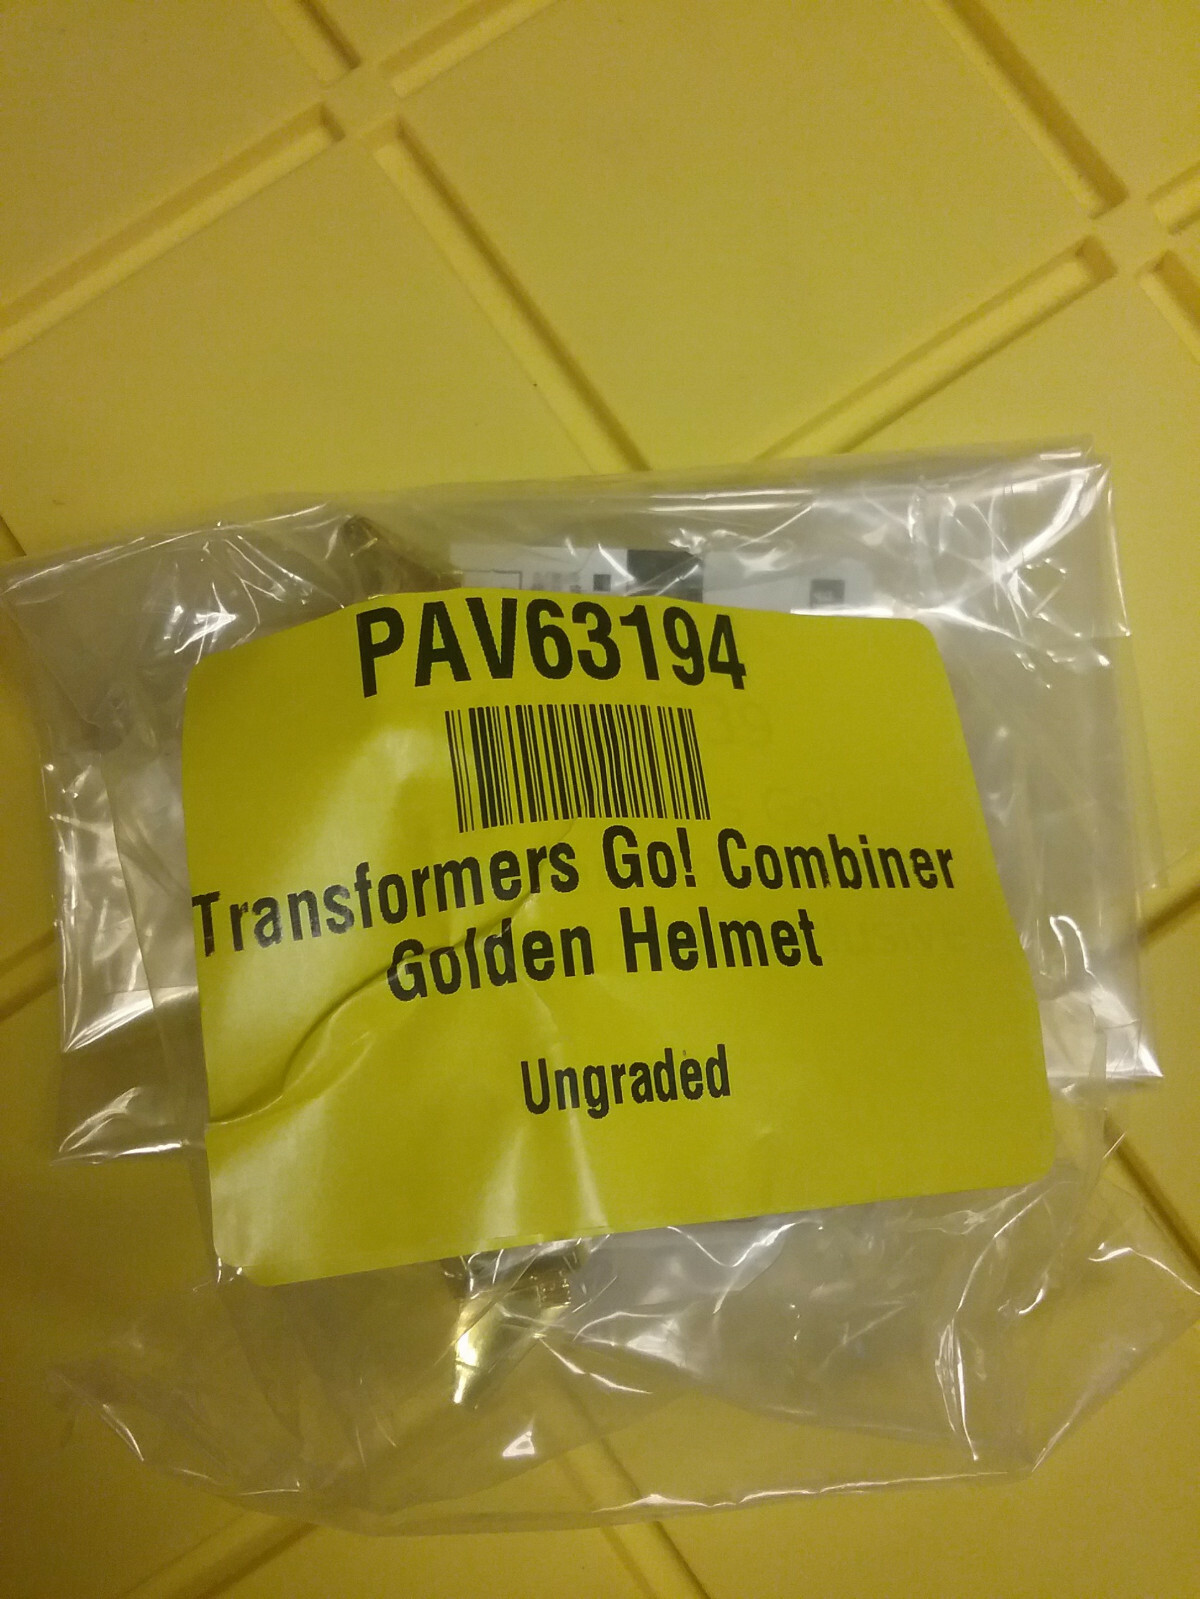 PAV63194
Transformers Go! Combiner
Golden Helmet
Ungraded